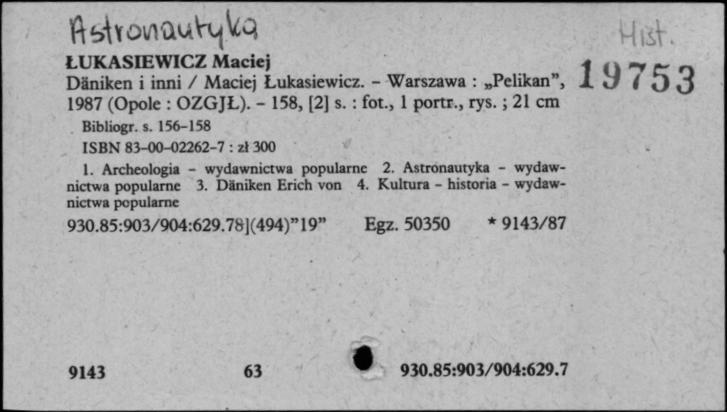 Astronautyka
Hist.
ŁUKASIEWICZ Maciej
19753
Däniken i inni / Maciej Łukasiewicz. – Warszawa : „Pelikan”,
1987 (Opole : OZGJŁ). – 158, [2] s. : fot., 1 portr., rys. ; 21 cm
Bibliogr. s. 156–158
ISBN 83-00-02262-7 : zł 300
1. Archeologia – wydawnictwa popularne 2. Astronautyka – wydaw-
nictwa popularne 3. Däniken Erich von 4. Kultura – historia – wydaw-
nictwa popularne
930.85:903/904:629.78](494)”19” Egz. 50350 * 9143/87
9143 63 930.85:903/904:629.7